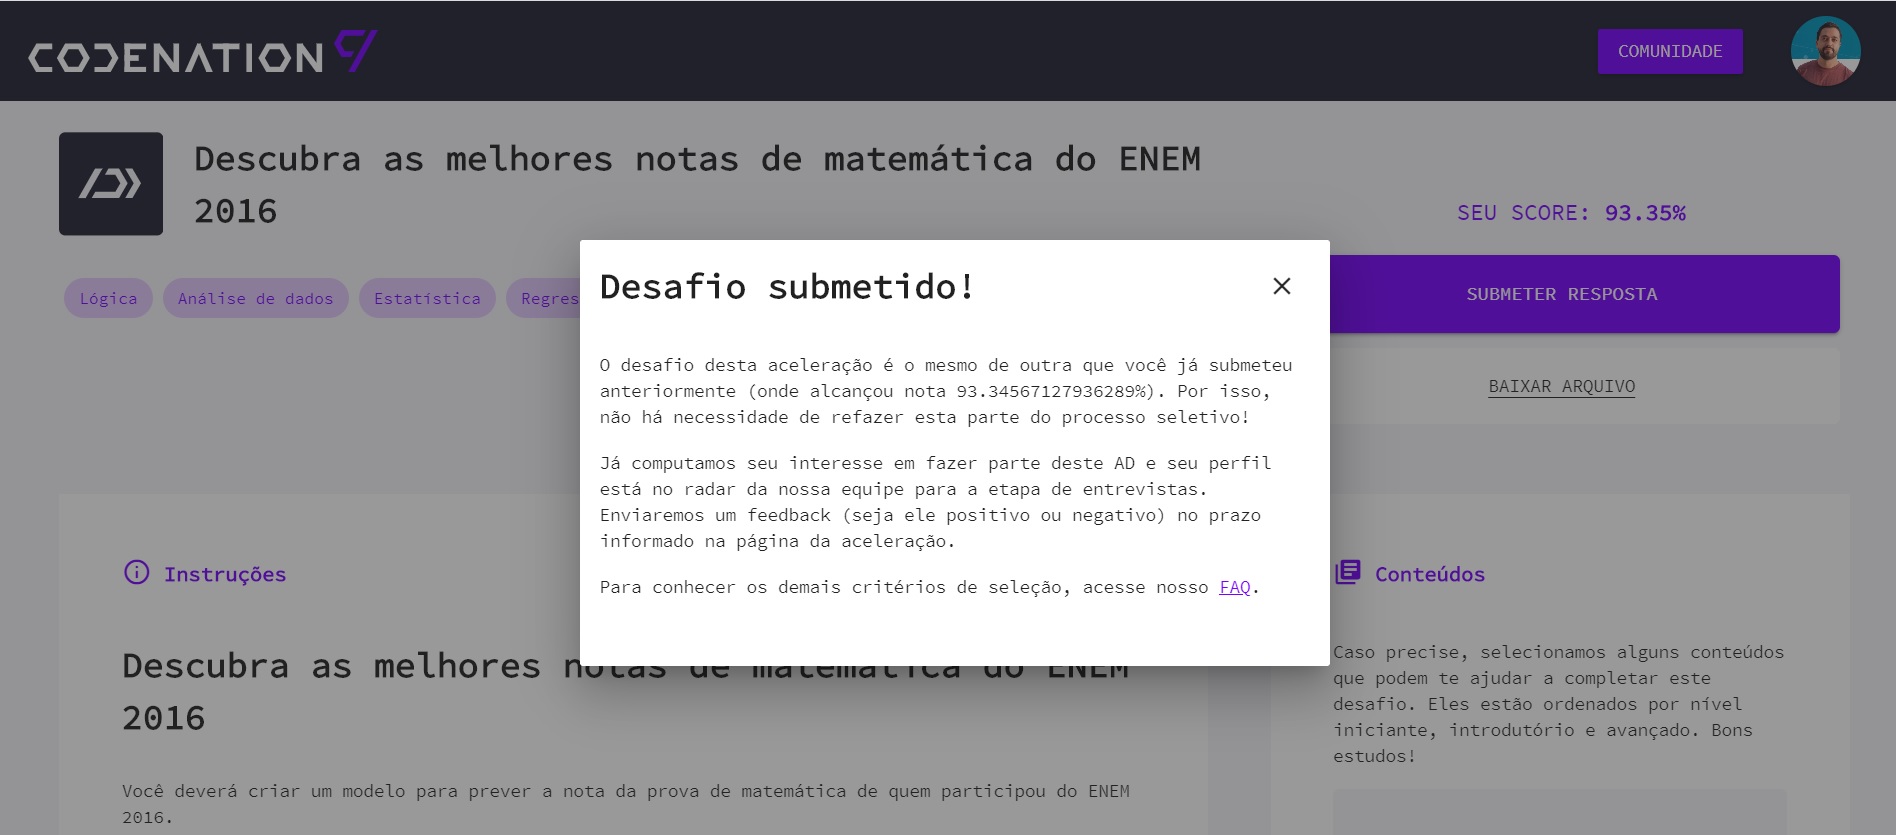 CODENATION
COMUNIDADE
Descubra as melhores notas de matemática do ENEM
2016
SEU SCORE: 93.35%
Lógica
Análise de dados
Estatística
Regres
SUBMETER RESPOSTA
BAIXAR ARQUIVO
Desafio submetido!
O desafio desta aceleração é o mesmo de outra que você já submeteu
anteriormente (onde alcançou nota 93.34567127936289%). Por isso,
não há necessidade de refazer esta parte do processo seletivo!
Já computamos seu interesse em fazer parte deste AD e seu perfil
está no radar da nossa equipe para a etapa de entrevistas.
Enviaremos um feedback (seja ele positivo ou negativo) no prazo
informado na página da aceleração.
Para conhecer os demais critérios de seleção, acesse nosso FAQ.
Instruções
Descubra as melhores notas de matemática do ENEM
2016
Você deverá criar um modelo para prever a nota da prova de matemática de quem participou do ENEM
2016.
Conteúdos
Caso precise, selecionamos alguns conteúdos
que podem te ajudar a completar este
desafio. Eles estão ordenados por nível
iniciante, introdutório e avançado. Bons
estudos!